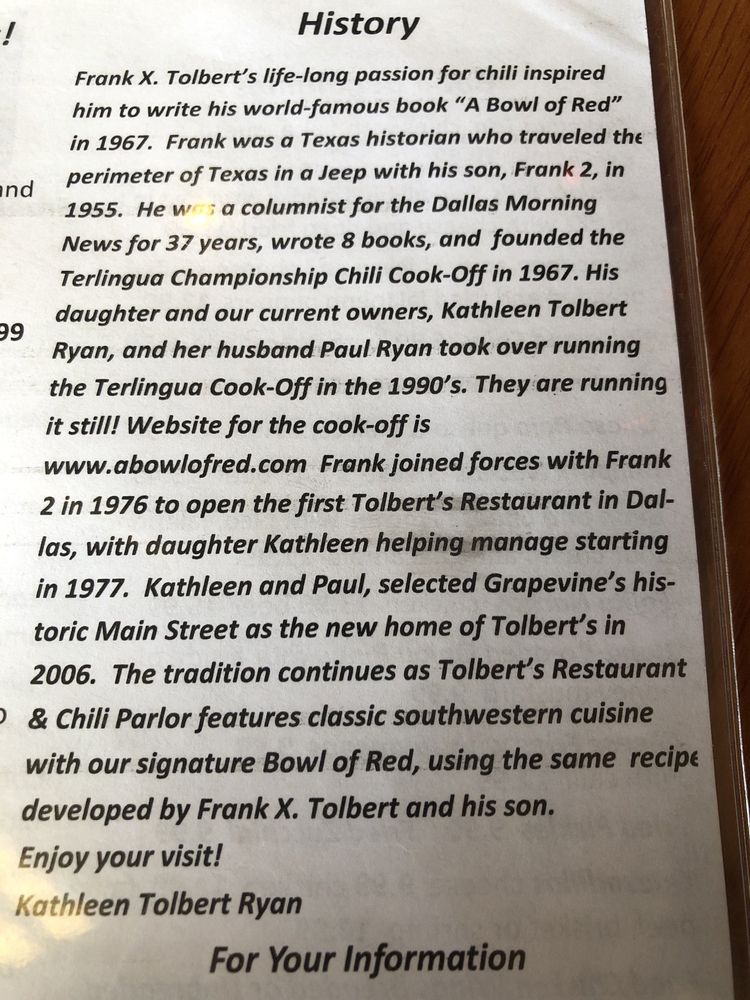 !
History
Frank X. Tolbert's life-long passion for chili inspired
him to write his world-famous book "A Bowl of Red"
in 1967. Frank was a Texas historian who traveled the
perimeter of Texas in a Jeep with his son, Frank 2, in
and
1955. He was a columnist for the Dallas Morning
News for 37 years, wrote 8 books, and founded the
Terlingua Championship Chili Cook-Off in 1967. His
daughter and our current owners, Kathleen Tolbert
99
Ryan, and her husband Paul Ryan took over running
the Terlingua Cook-Off in the 1990's. They are running
it still! Website for the cook-off is
www.abowlofred.com Frank joined forces with Frank
2 in 1976 to open the first Tolbert's Restaurant in Dal-
las, with daughter Kathleen helping manage starting
in 1977. Kathleen and Paul, selected Grapevine's his-
toric Main Street as the new home of Tolbert's in
2006. The tradition continues as Tolbert's Restaurant
& Chili Parlor features classic southwestern cuisine
with our signature Bowl of Red, using the same recipe
developed by Frank X. Tolbert and his son.
Enjoy your visit!
Kathleen Tolbert Ryan
For Your Information